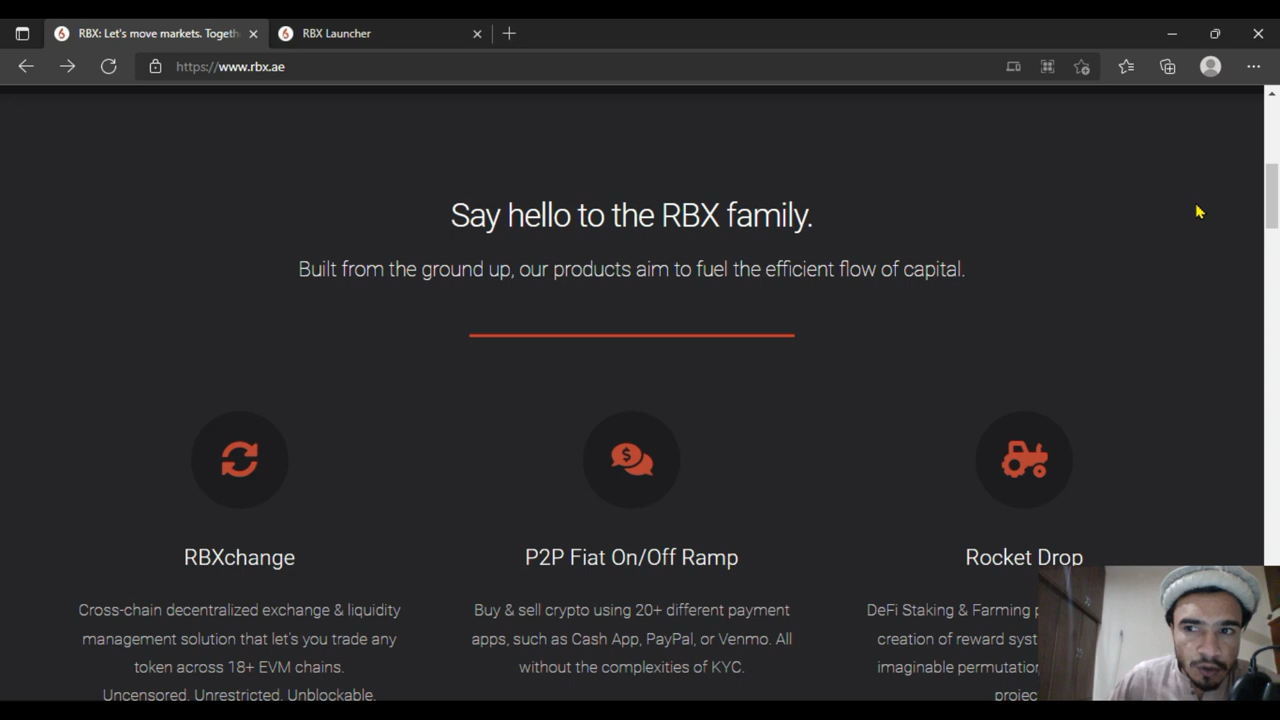 RBX: Let's move markets. Togeth
RBX Launcher
https://www.rbx.ae
Say hello to the RBX family.
Built from the ground up, our products aim to fuel the efficient flow of capital.
RBXchange
Cross-chain decentralized exchange & liquidity
management solution that let's you trade any
token across 18+ EVM chains.
Uncensored. Unrestricted. Unblockable.
P2P Fiat On/Off Ramp
Buy & sell crypto using 20+ different payment
apps, such as Cash App, PayPal, or Venmo. All
without the complexities of KYC.
Rocket Drop
DeFi Staking & Farming
creation of reward
imaginable